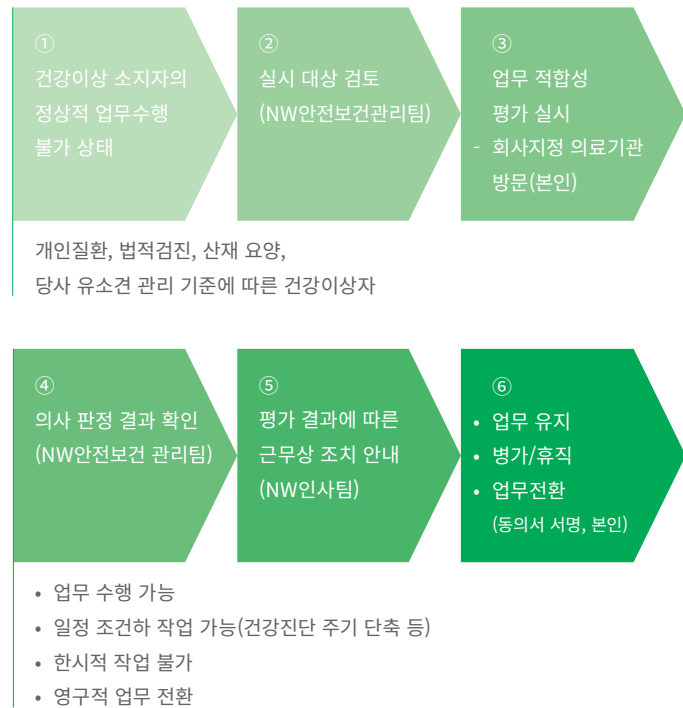 ①
건강이상 소지자의
정상적 업무수행
불가 상태
②
실시 대상 검토
(NW안전보건관리팀)
③
업무 적합성
평가 실시
- 회사지정 의료기관
방문(본인)
개인질환, 법적검진, 산재 요양,
당사 유소견 관리 기준에 따른 건강이상자
④
의사 판정 결과 확인
(NW안전보건 관리팀)
⑤
평가 결과에 따른
근무상 조치 안내
(NW인사팀)
⑥
• 업무 유지
• 병가/휴직
• 업무전환
(동의서 서명, 본인)
• 업무 수행 가능
• 일정 조건하 작업 가능(건강진단 주기 단축 등)
• 한시적 작업 불가
• 영구적 업무 전환